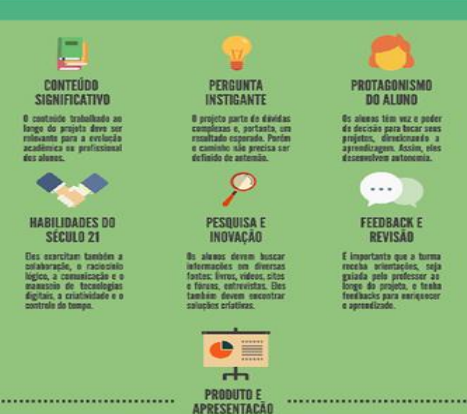 CONTEÚDO
SIGNIFICATIVO
O conteúdo trabalhado ao
longo do projeto deve ser
relevante para a evolução
acadêmica ou profissional
dos alunos.
PERGUNTA
INSTIGANTE
O projeto parte de dúvidas
complexas e, portanto, um
resultado esperado. Porém
o caminho não precisa ser
definido de antemão.
PROTAGONISMO
DO ALUNO
Os alunos têm voz e poder
de decisão para tocar seus
projetos, direcionando a
aprendizagem. Assim, eles
desenvolvem autonomia.
HABILIDADES DO
SÉCULO 21
Eles exercitam também a
colaboração, o raciocínio
lógico, a comunicação e o
manuseio de tecnologias
digitais, a criatividade e o
controle do tempo.
PESQUISA E
INOVAÇÃO
Os alunos devem buscar
informações em diversas
fontes: livros, vídeos, sites
e fóruns, entrevistas. Eles
também devem encontrar
soluções criativas.
FEEDBACK E
REVISÃO
É importante que a turma
receba orientações, seja
guiada pelo professor ao
longo do projeto, e tenha
feedbacks para enriquecer
o aprendizado.
PRODUTO E
APRESENTAÇÃO